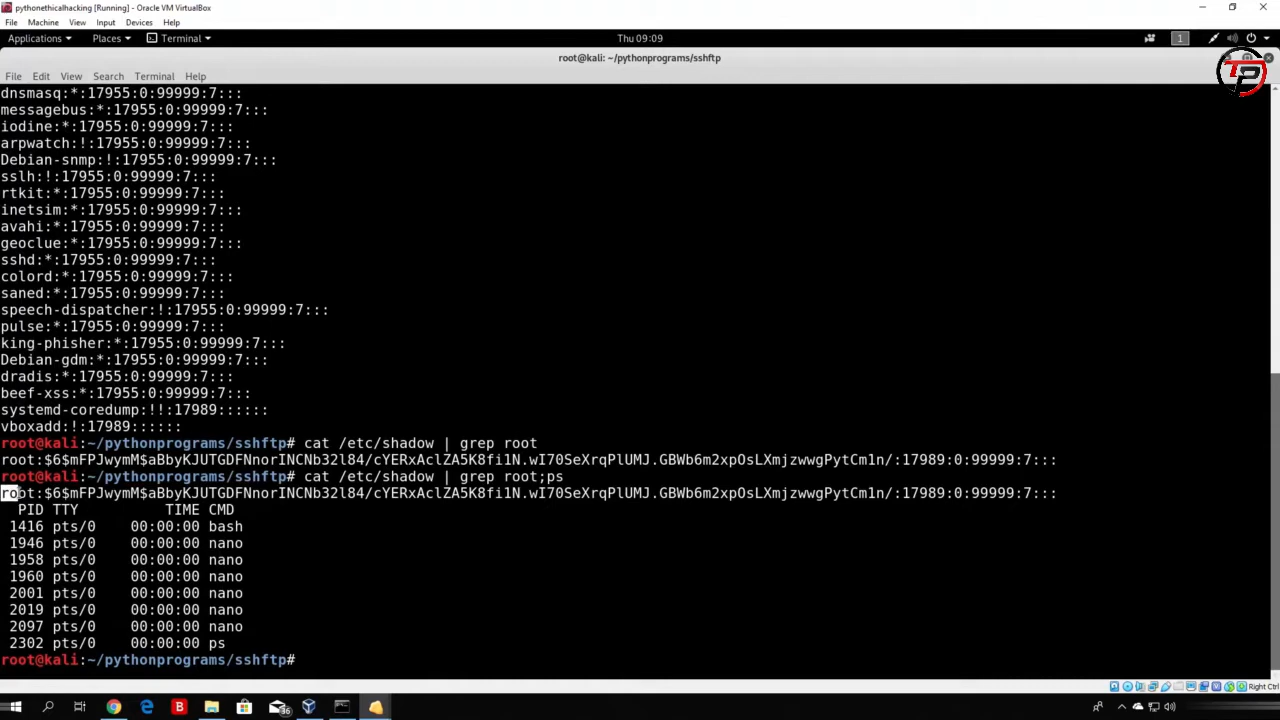 pythonethicalhacking [Running] - Oracle VM VirtualBox
File Machine View Input Devices Help
Applications Places Terminal Thu 09:09 1
root@kali: ~/pythonprograms/sshftp
File Edit View Search Terminal Help
TP
dnsmasq:*:17955:0:99999:7:::
messagebus:*:17955:0:99999:7:::
iodine:*:17955:0:99999:7:::
arpwatch:!:17955:0:99999:7:::
Debian-snmp:!:17955:0:99999:7:::
sslh:!:17955:0:99999:7:::
rtkit:*:17955:0:99999:7:::
inetsim:*:17955:0:99999:7:::
avahi:*:17955:0:99999:7:::
geoclue:*:17955:0:99999:7:::
sshd:*:17955:0:99999:7:::
colord:*:17955:0:99999:7:::
saned:*:17955:0:99999:7:::
speech-dispatcher:!:17955:0:99999:7:::
pulse:*:17955:0:99999:7:::
king-phisher:*:17955:0:99999:7:::
Debian-gdm:*:17955:0:99999:7:::
dradis:*:17955:0:99999:7:::
beef-xss:*:17955:0:99999:7:::
systemd-coredump:!!:17989::::::
vboxadd:!:17989::::::
root@kali:~/pythonprograms/sshftp# cat /etc/shadow | grep root
root:$6$mFPJwymM$aBbyKJUTGDFNnorINCNb32l84/cYERxAclZA5K8fi1N.wI70SeXrqPlUMJ.GBWb6m2xpOsLXmjzwwgPytCm1n/:17989:0:99999:7:::
root@kali:~/pythonprograms/sshftp# cat /etc/shadow | grep root;ps
root:$6$mFPJwymM$aBbyKJUTGDFNnorINCNb32l84/cYERxAclZA5K8fi1N.wI70SeXrqPlUMJ.GBWb6m2xpOsLXmjzwwgPytCm1n/:17989:0:99999:7:::
PID TTY TIME CMD
1416 pts/0 00:00:00 bash
1946 pts/0 00:00:00 nano
1958 pts/0 00:00:00 nano
1960 pts/0 00:00:00 nano
2001 pts/0 00:00:00 nano
2019 pts/0 00:00:00 nano
2097 pts/0 00:00:00 nano
2302 pts/0 00:00:00 ps
root@kali:~/pythonprograms/sshftp#
Right Ctrl
B 36